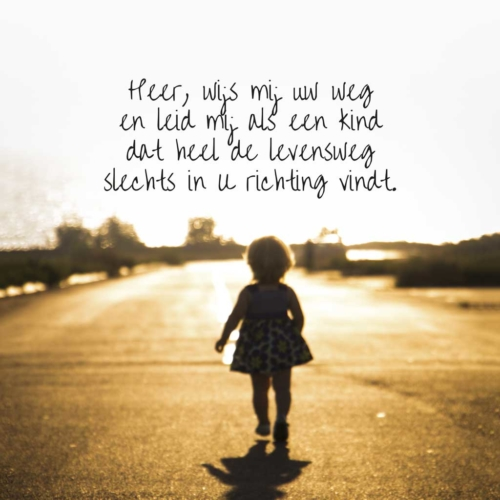 Heer, wijs mij uw weg
en leid mij als een kind
dat heel de levensweg
slechts in U richting vindt.